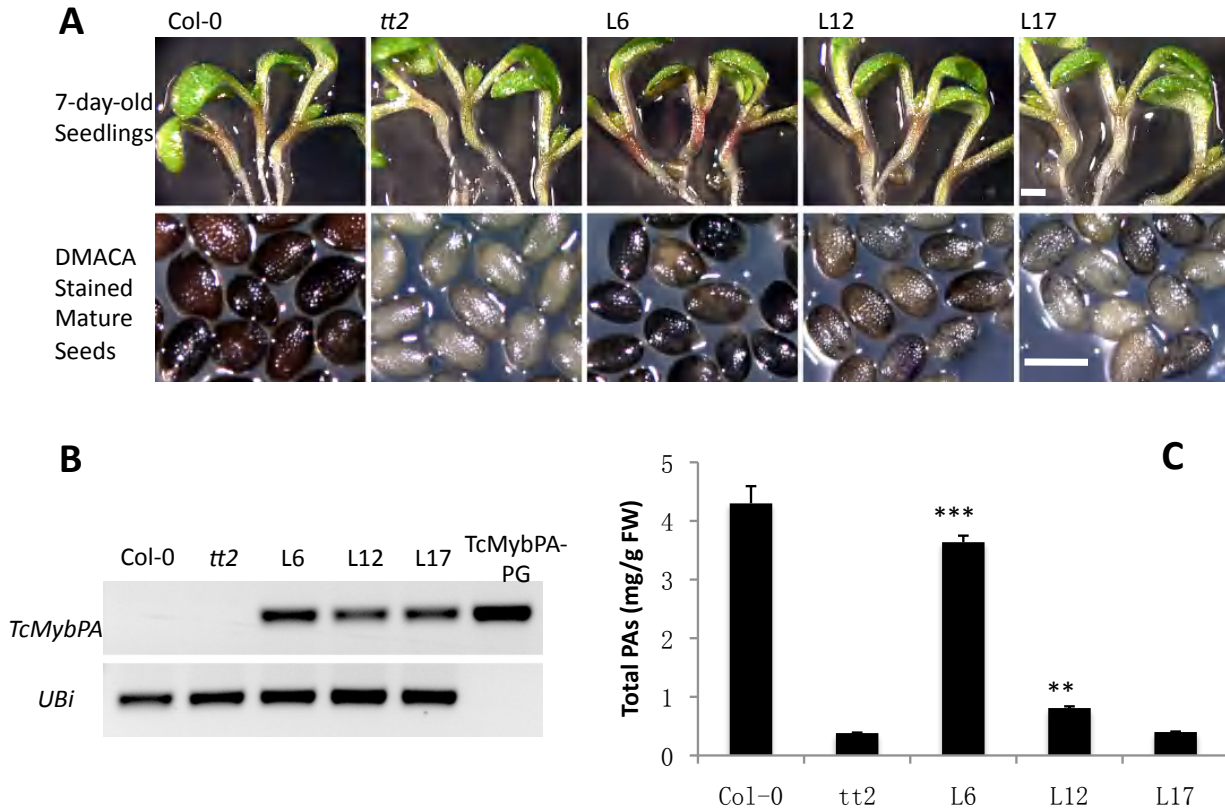 A
Col-0 tt2 L6 L12 L17
7-day-old
Seedlings
DMACA
Stained
Mature
Seeds
B
Col-0 tt2 L6 L12 L17 TcMybPA-
PG
TcMybPA
UBi
C
Total PAs (mg/g FW)
5
4
3
2
1
0
***
**
Col-0 tt2 L6 L12 L17